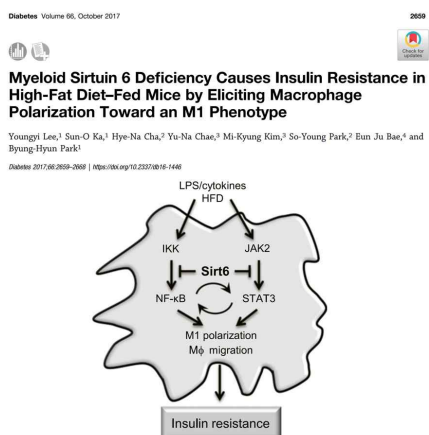 Diabetes Volume 66, October 2017 2659
Check for
updates
Myeloid Sirtuin 6 Deficiency Causes Insulin Resistance in
High-Fat Diet–Fed Mice by Eliciting Macrophage
Polarization Toward an M1 Phenotype
Youngyi Lee,¹ Sun-O Ka,¹ Hye-Na Cha,² Yu-Na Chae,³ Mi-Kyung Kim,³ So-Young Park,² Eun Ju Bae,⁴ and
Byung-Hyun Park¹
Diabetes 2017;66:2659–2668 | https://doi.org/10.2337/db16-1446
LPS/cytokines
HFD
IKK JAK2
Sirt6
NF-κB STAT3
M1 polarization
Mϕ migration
Insulin resistance